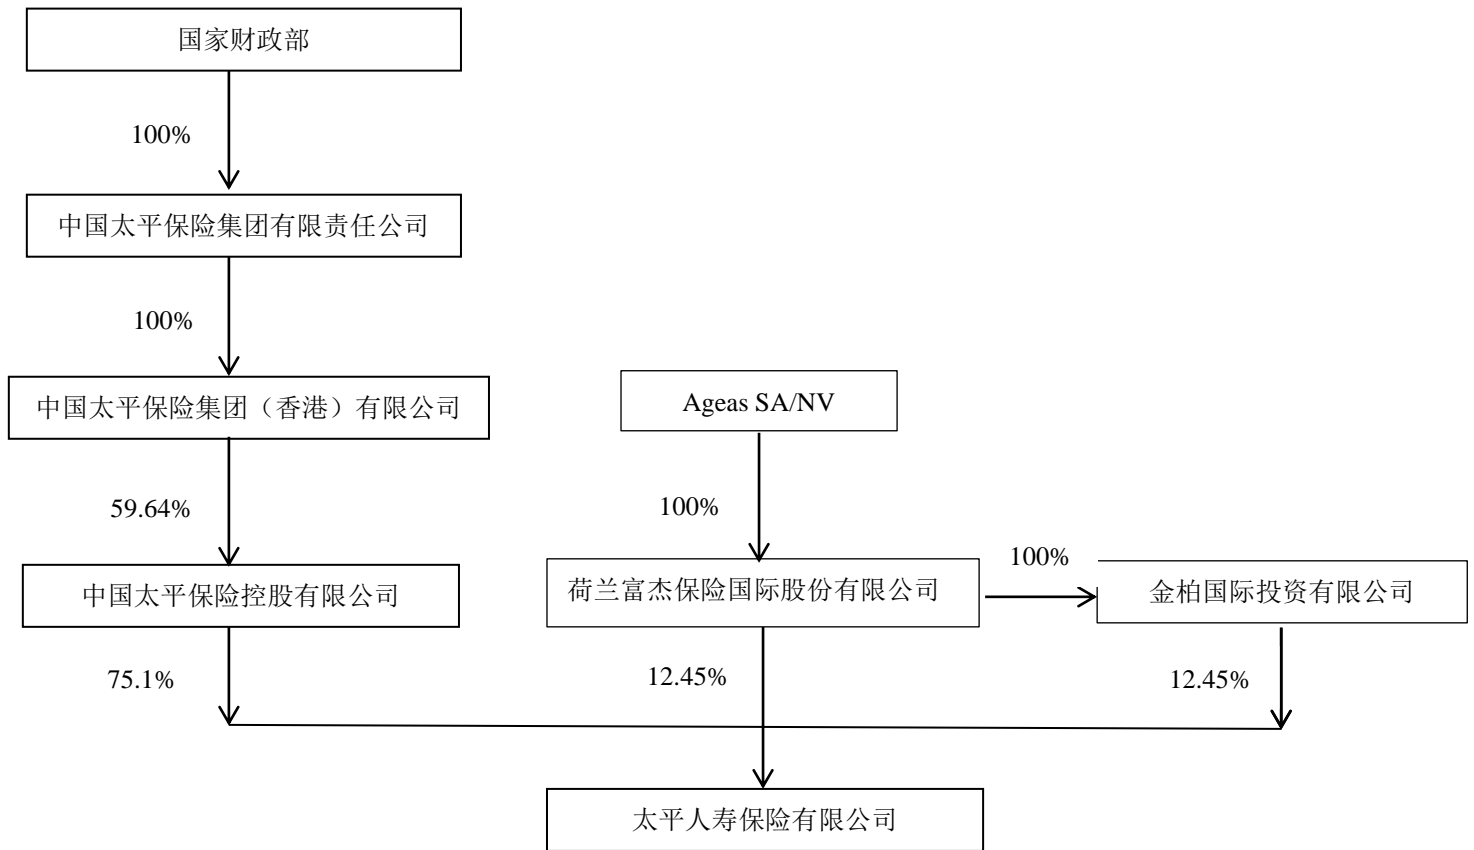 国家财政部
100%
中国太平保险集团有限责任公司
100%
中国太平保险集团（香港）有限公司
Ageas SA/NV
59.64%
100%
100%
中国太平保险控股有限公司
荷兰富杰保险国际股份有限公司
金柏国际投资有限公司
75.1%
12.45%
12.45%
太平人寿保险有限公司